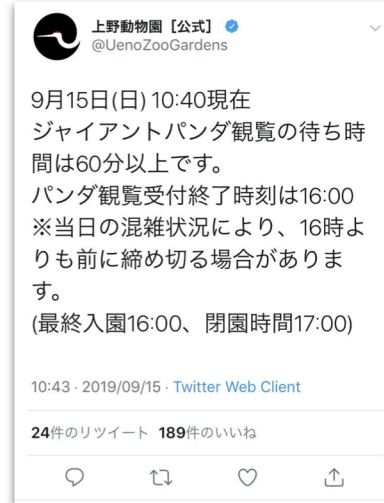 上野動物園［公式］
@UenoZooGardens
9月15日(日) 10:40現在
ジャイアントパンダ観覧の待ち時
間は60分以上です。
パンダ観覧受付終了時刻は16:00
※当日の混雑状況により、16時よ
りも前に締め切る場合がありま
す。
(最終入園16:00、閉園時間17:00)
10:43 · 2019/09/15 · Twitter Web Client
24件のリツイート 189件のいいね